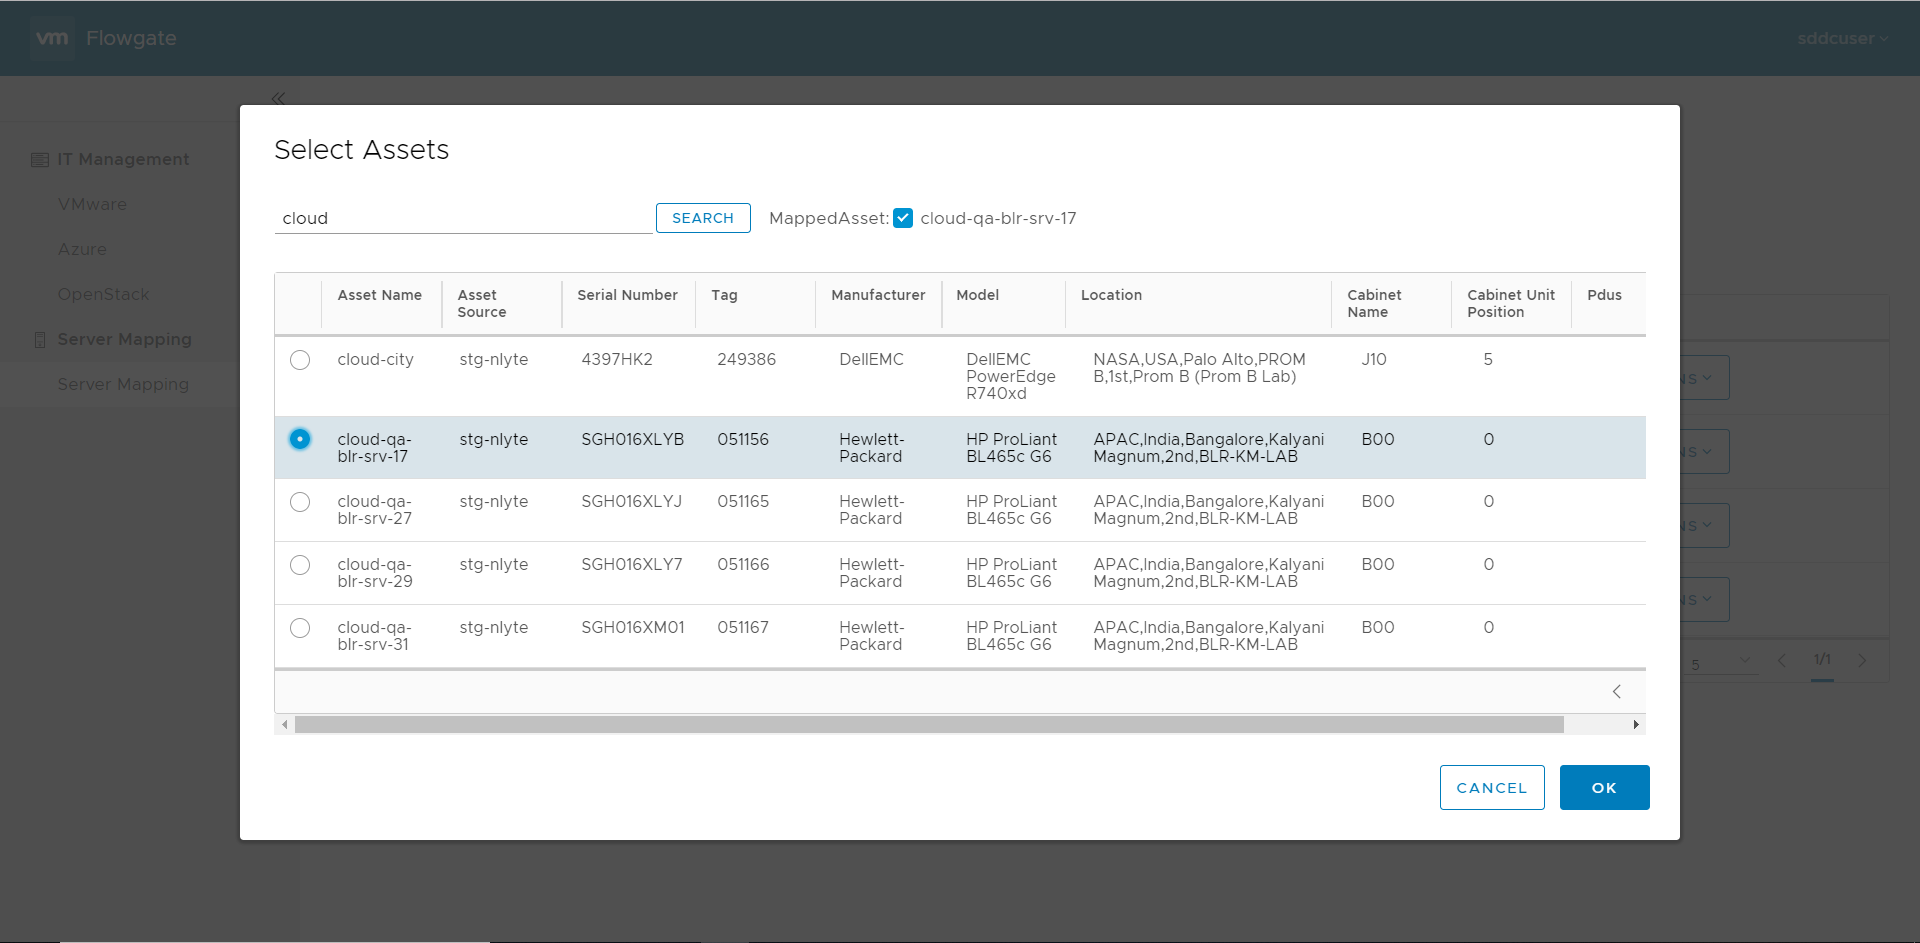 vm Flowgate
sddcuser
IT Management
VMware
Azure
OpenStack
Server Mapping
Server Mapping
Select Assets
cloud SEARCH MappedAsset: cloud-qa-blr-srv-17
Asset Name Asset Source Serial Number Tag Manufacturer Model Location Cabinet Name Cabinet Unit Position Pdus
cloud-city stg-nlyte 4397HK2 249386 DellEMC DellEMC PowerEdge R740xd NASA,USA,Palo Alto,PROM B,1st,Prom B (Prom B Lab) J10 5
cloud-qa-blr-srv-17 stg-nlyte SGH016XLYB 051156 Hewlett-Packard HP ProLiant BL465c G6 APAC,India,Bangalore,Kalyani Magnum,2nd,BLR-KM-LAB B00 0
cloud-qa-blr-srv-27 stg-nlyte SGH016XLYJ 051165 Hewlett-Packard HP ProLiant BL465c G6 APAC,India,Bangalore,Kalyani Magnum,2nd,BLR-KM-LAB B00 0
cloud-qa-blr-srv-29 stg-nlyte SGH016XLY7 051166 Hewlett-Packard HP ProLiant BL465c G6 APAC,India,Bangalore,Kalyani Magnum,2nd,BLR-KM-LAB B00 0
cloud-qa-blr-srv-31 stg-nlyte SGH016XM01 051167 Hewlett-Packard HP ProLiant BL465c G6 APAC,India,Bangalore,Kalyani Magnum,2nd,BLR-KM-LAB B00 0
5 1/1
CANCEL OK